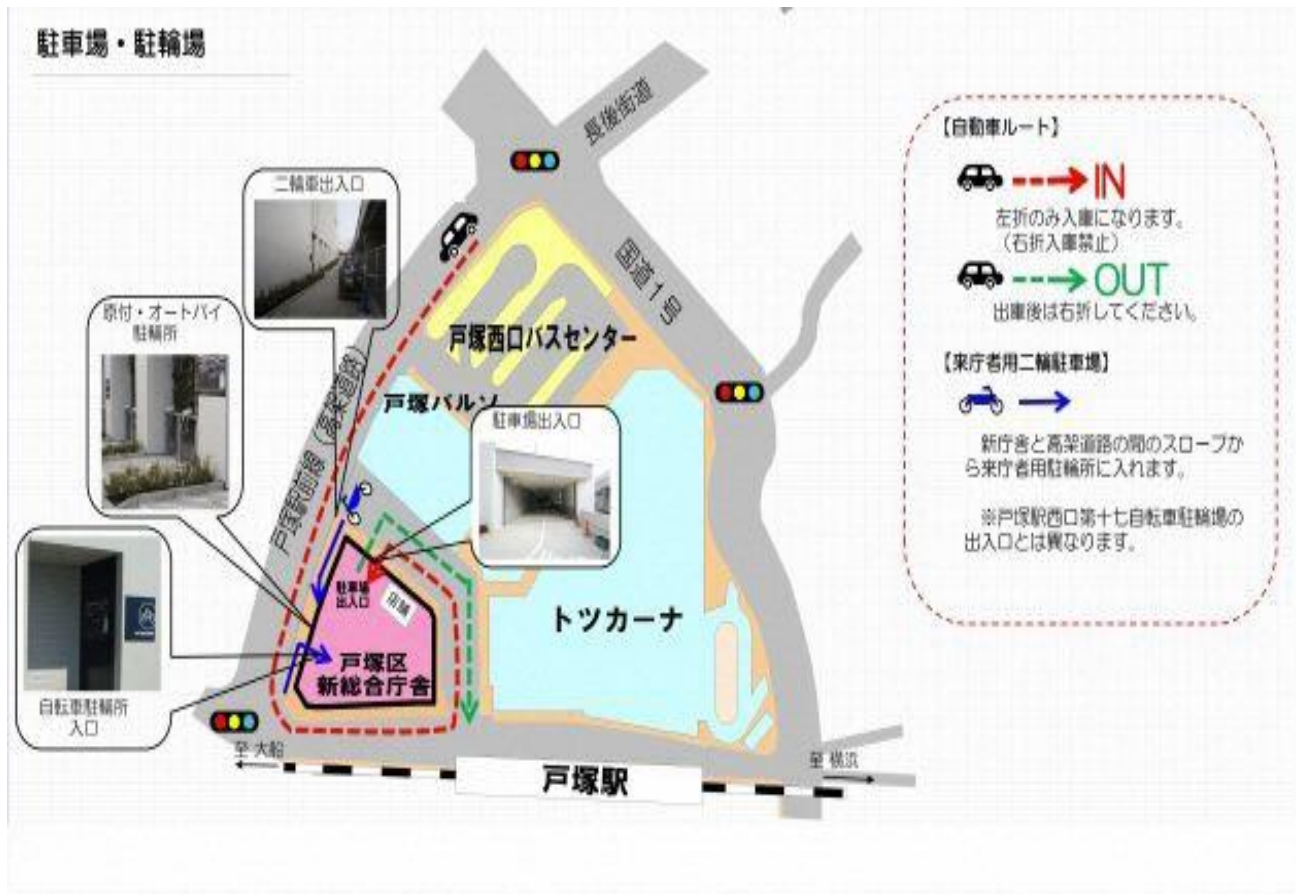 駐車場・駐輪場
長後街道
二輪車出入口
国道1号
原付・オートバイ
駐輪所
戸塚西口バスセンター
戸塚パルソ
(高架道路)
駐車場出入口
戸塚駅前線
駐車場
出入口
店舗
トツカーナ
戸塚区
新総合庁舎
自転車駐輪所
入口
至 大船
戸塚駅
至 横浜
【自動車ルート】
IN
左折のみ入庫になります。
(右折入庫禁止)
OUT
出庫後は右折してください。
【来庁者用二輪駐車場】
新庁舎と高架道路の間のスロープか
ら来庁者用駐輪所に入れます。
※戸塚駅西口第十七自転車駐輪場の
出入口とは異なります。